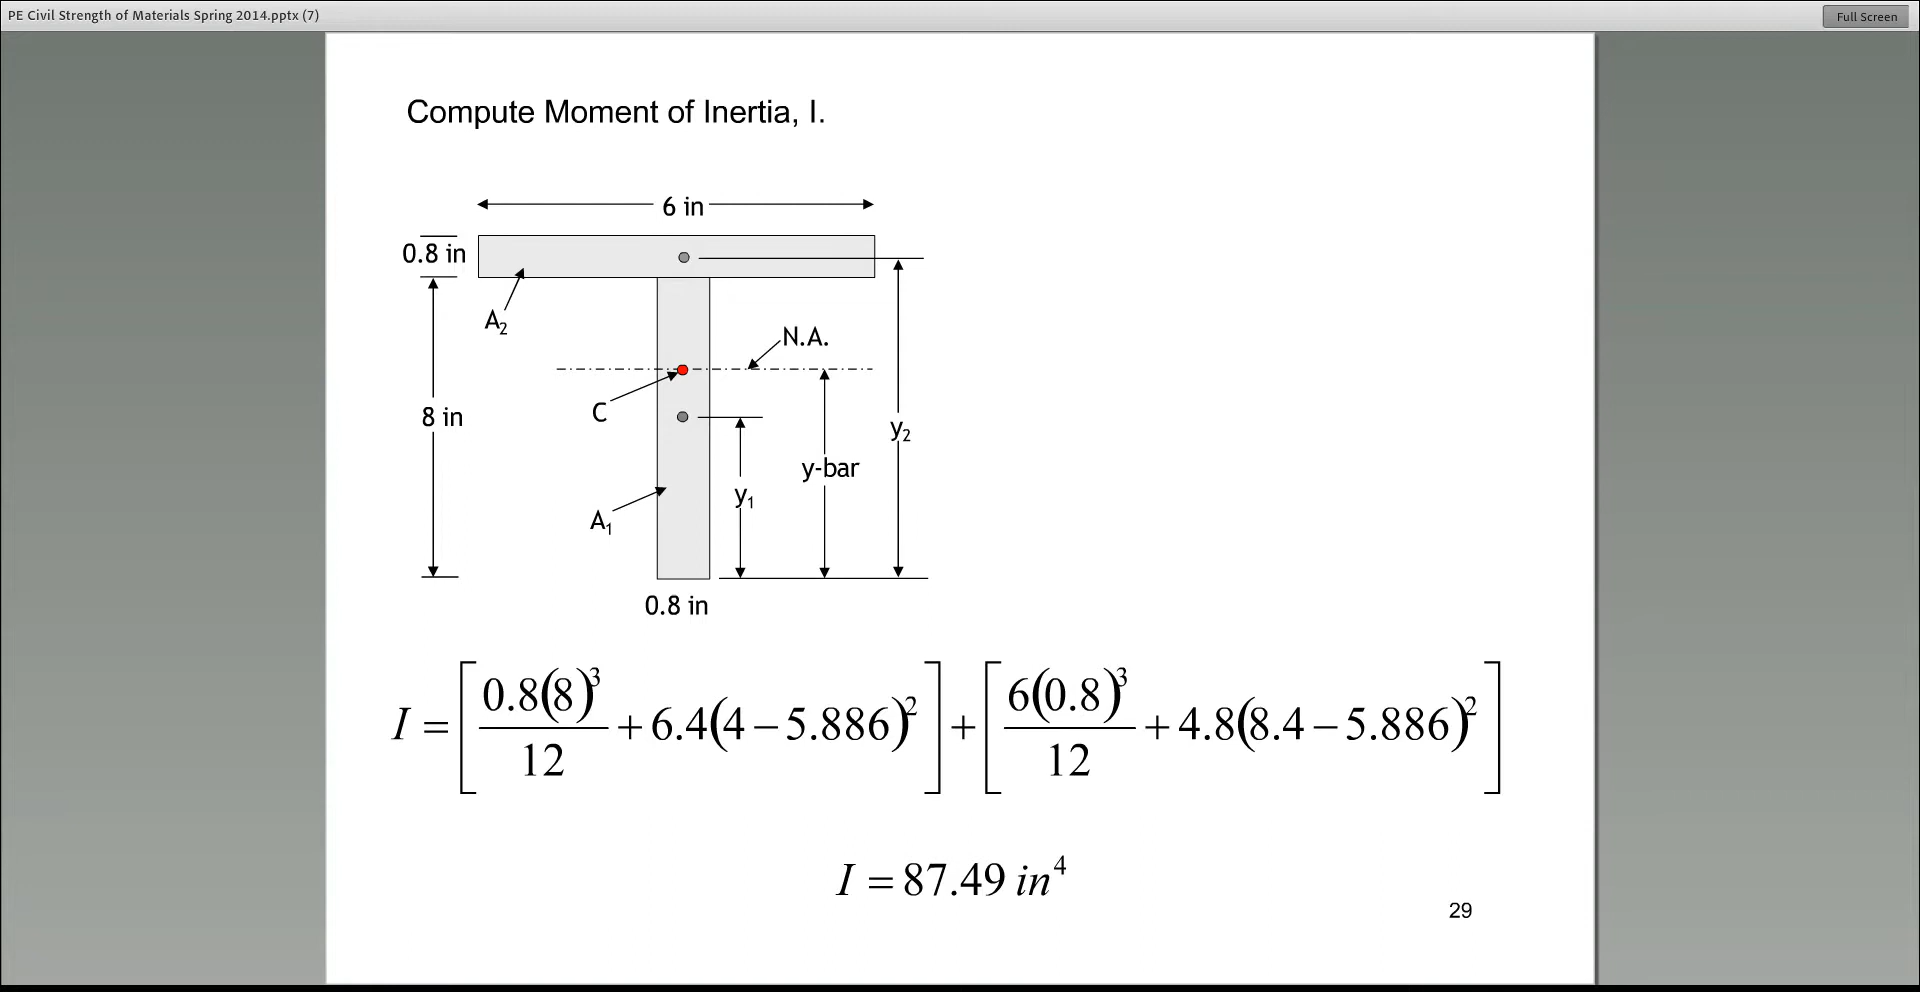 PE Civil Strength of Materials Spring 2014.pptx (7)
Full Screen
Compute Moment of Inertia, I.
6 in
0.8 in
A₂
N.A.
C
8 in
y₂
y-bar
y₁
A₁
0.8 in
I = [0.8(8)³/12 + 6.4(4 − 5.886)²] + [6(0.8)³/12 + 4.8(8.4 − 5.886)²]
I = 87.49 in⁴
29